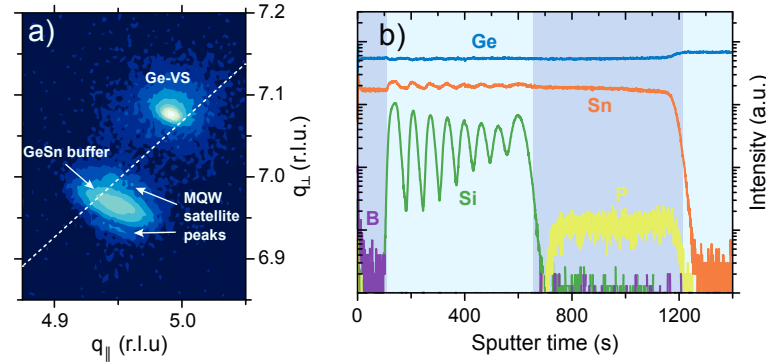 a)
Ge-VS
GeSn buffer
MQW
satellite
peaks
7.2
7.1
7.0
6.9
q⊥ (r.l.u.)
4.9
5.0
q|| (r.l.u)
b)
Ge
Sn
Si
B
P
Intensity (a.u.)
0
400
800
1200
Sputter time (s)